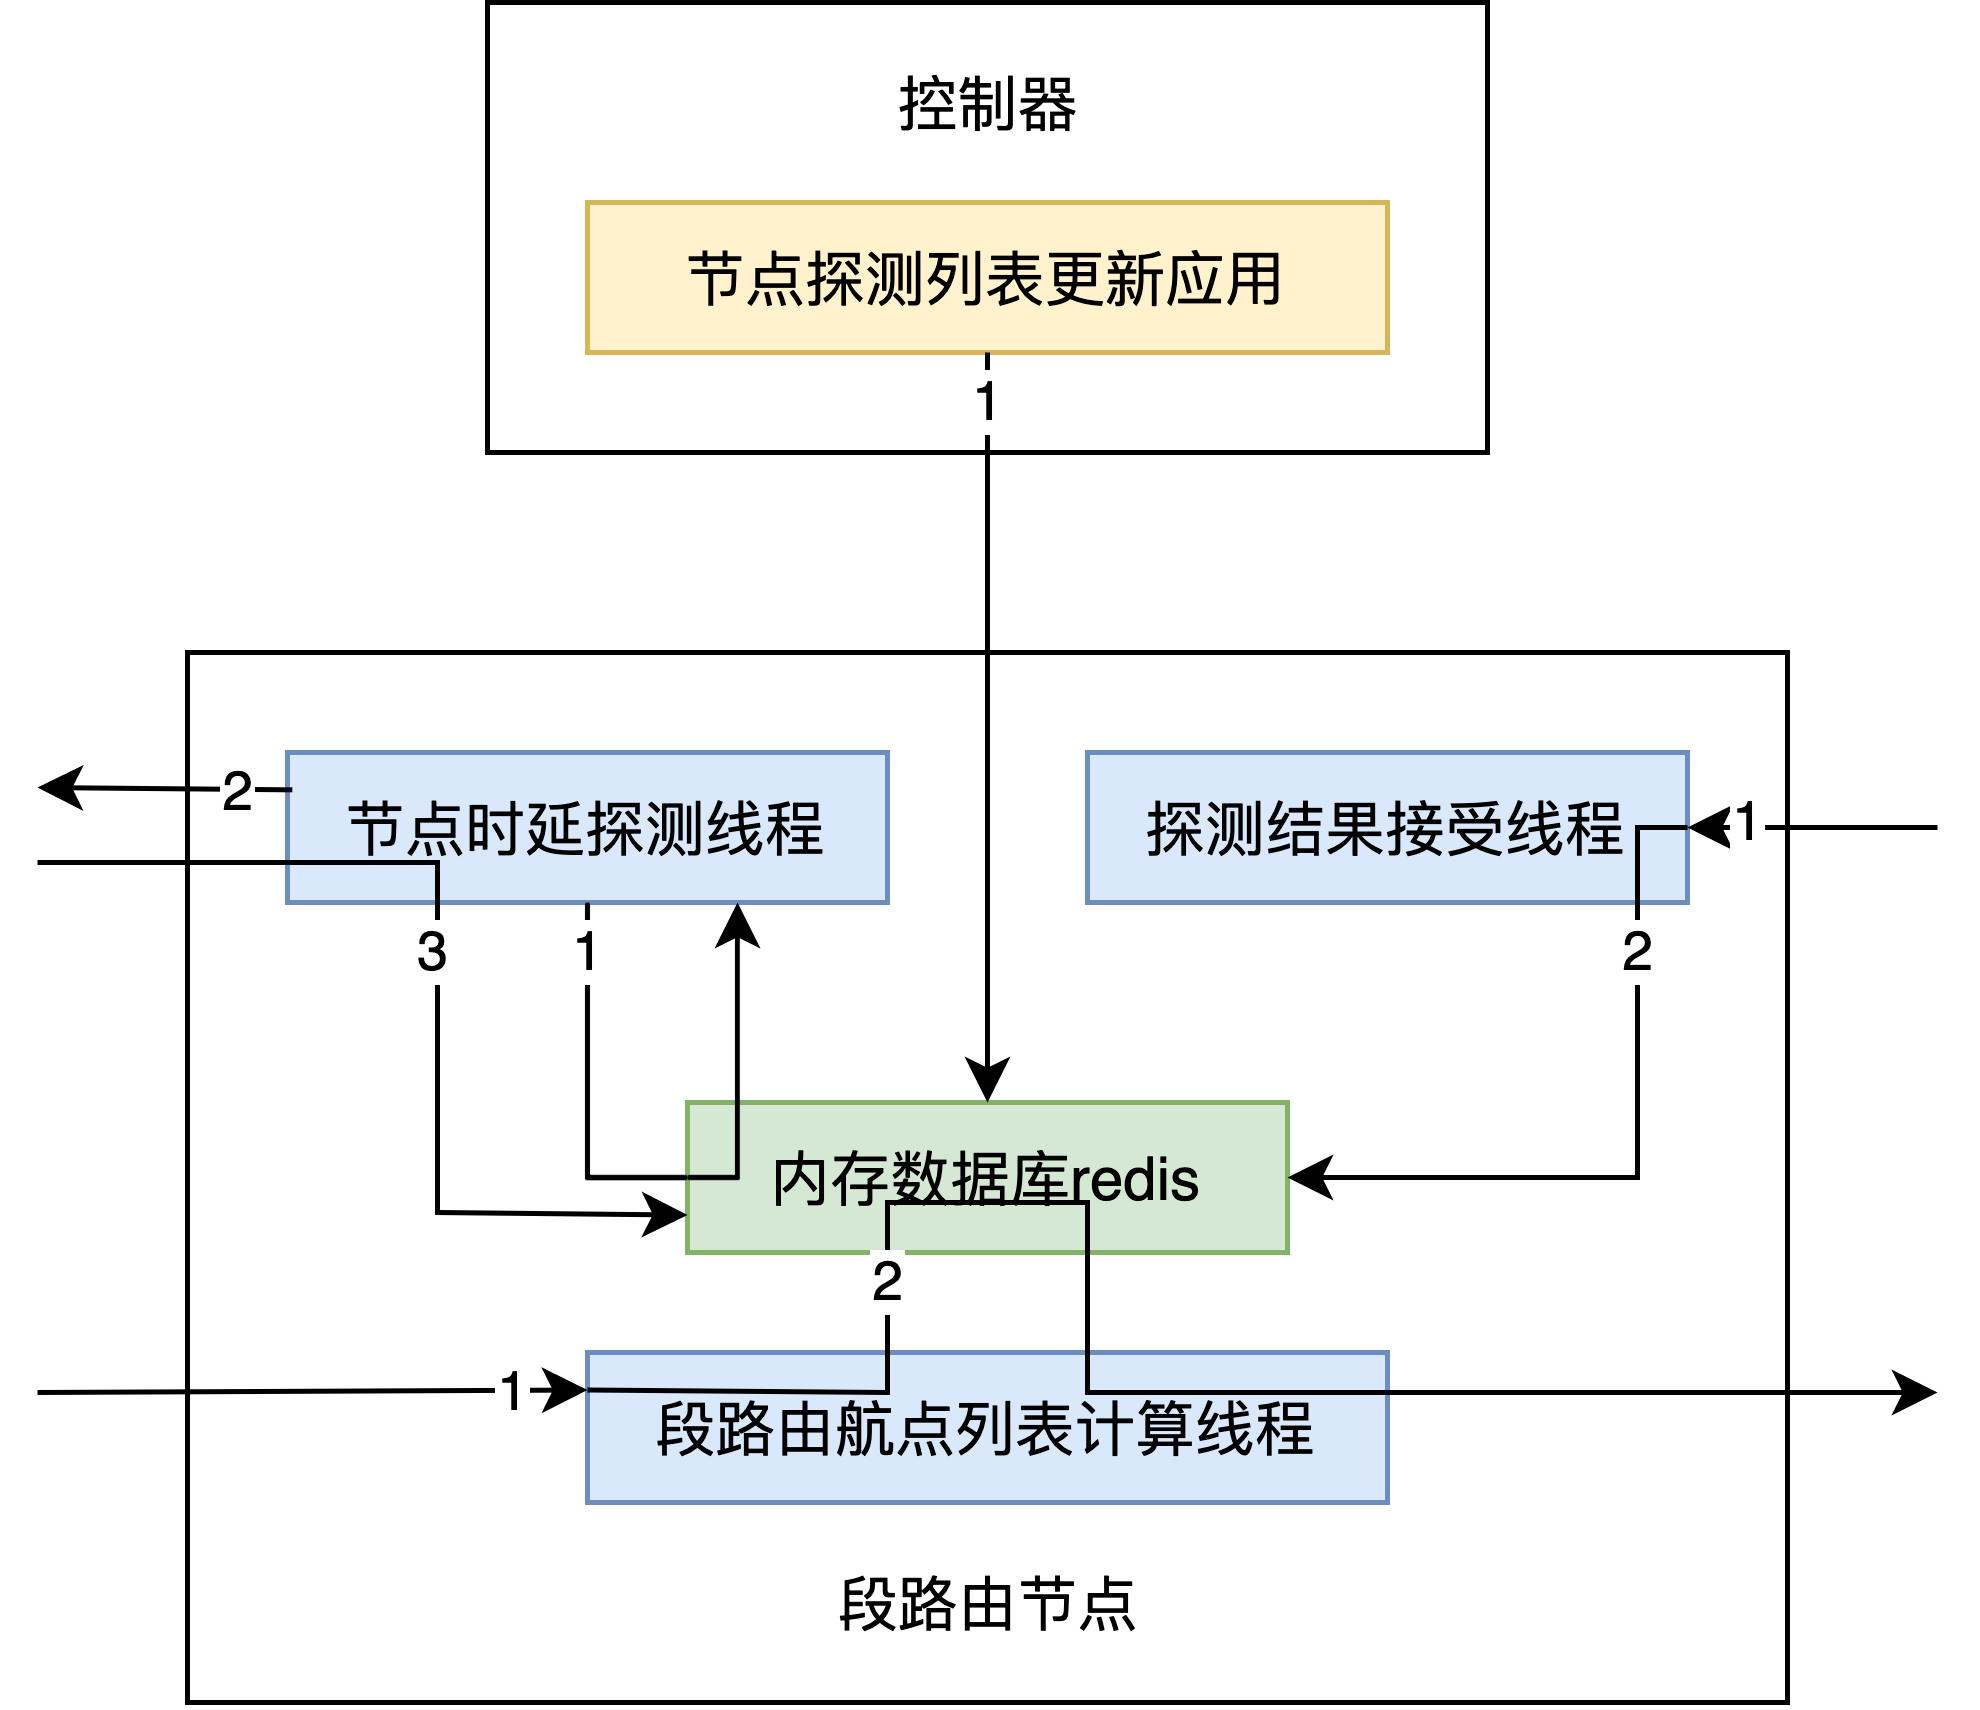 控制器
节点探测列表更新应用
1
2
节点时延探测线程
探测结果接受线程
1
3
1
2
内存数据库redis
2
1
段路由航点列表计算线程
段路由节点